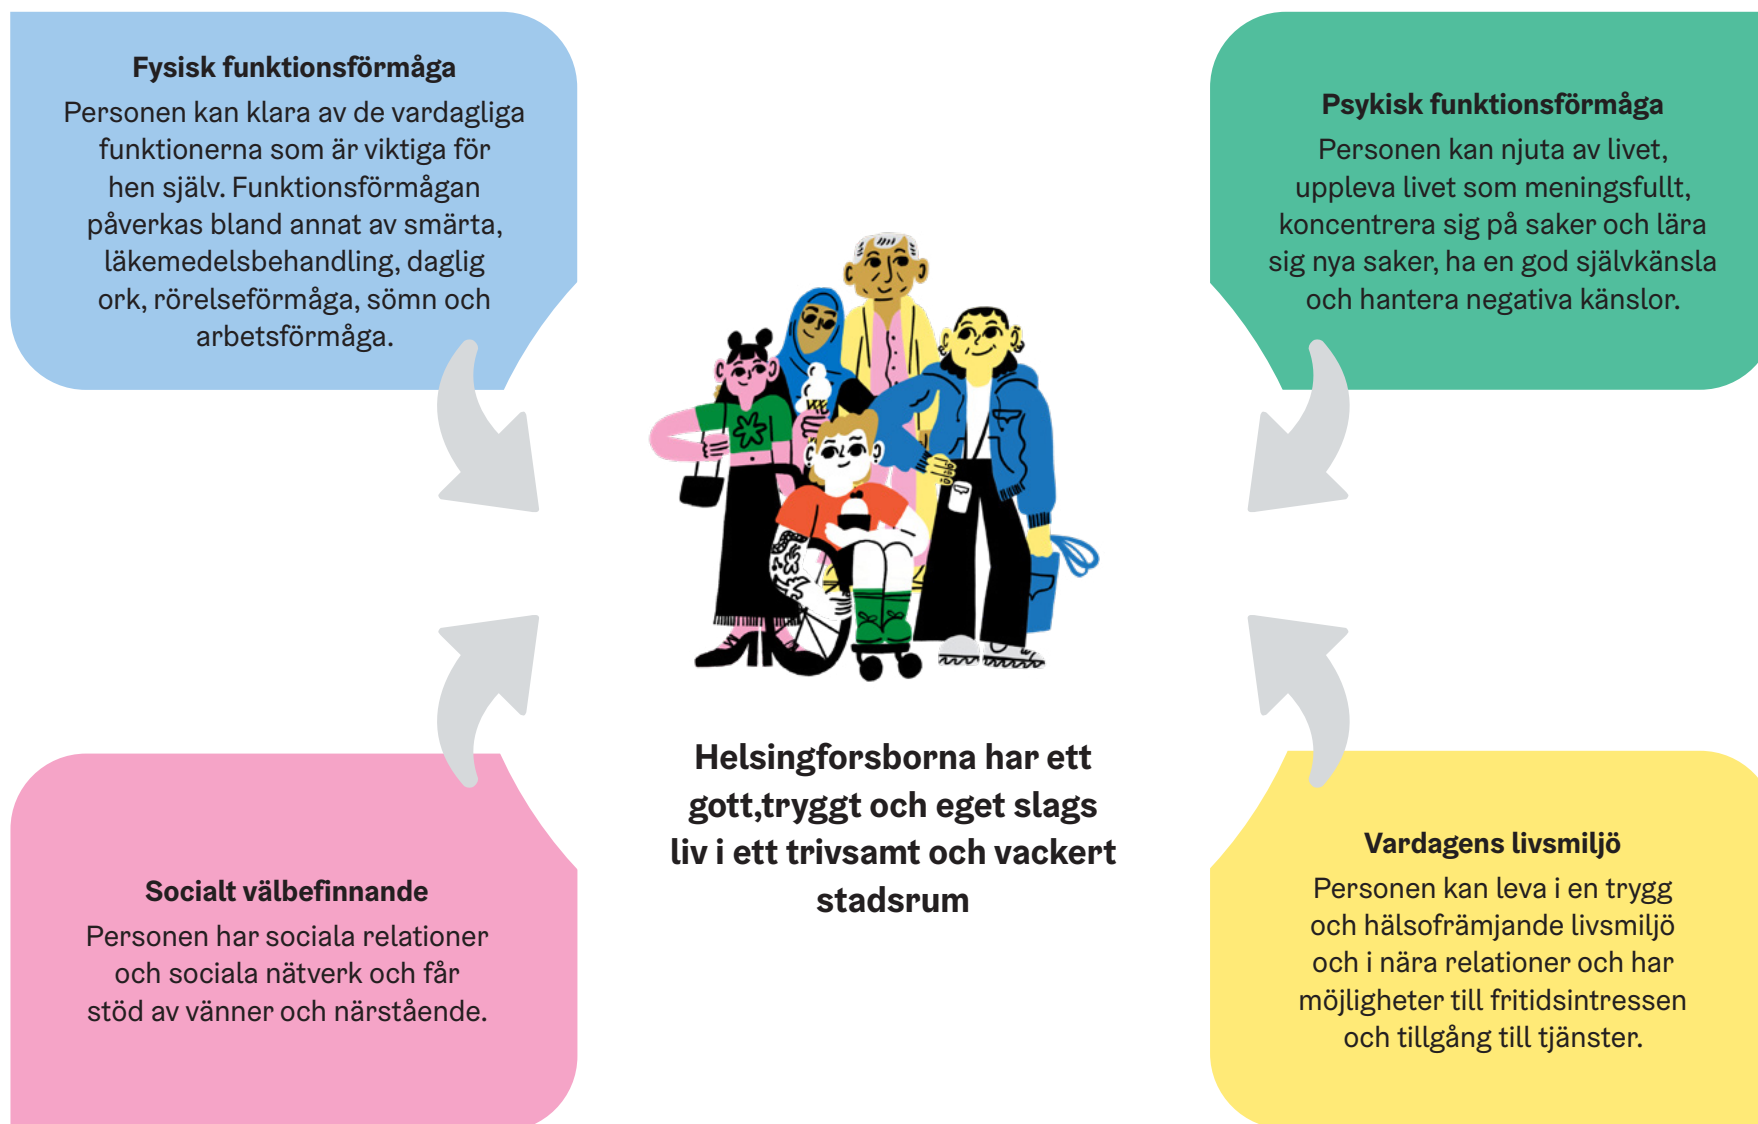 Fysisk funktionsförmåga
Personen kan klara av de vardagliga
funktionerna som är viktiga för
hen själv. Funktionsförmågan
påverkas bland annat av smärta,
läkemedelsbehandling, daglig
ork, rörelseförmåga, sömn och
arbetsförmåga.
Psykisk funktionsförmåga
Personen kan njuta av livet,
uppleva livet som meningsfullt,
koncentrera sig på saker och lära
sig nya saker, ha en god självkänsla
och hantera negativa känslor.
Helsingforsborna har ett
gott,tryggt och eget slags
liv i ett trivsamt och vackert
stadsrum
Socialt välbefinnande
Personen har sociala relationer
och sociala nätverk och får
stöd av vänner och närstående.
Vardagens livsmiljö
Personen kan leva i en trygg
och hälsofrämjande livsmiljö
och i nära relationer och har
möjligheter till fritidsintressen
och tillgång till tjänster.